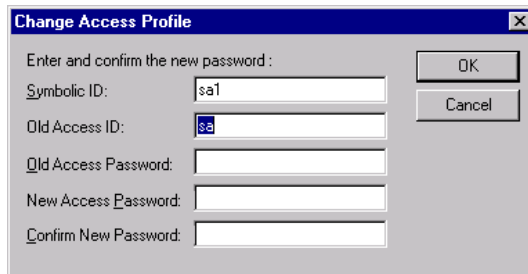 Change Access Profile
Enter and confirm the new password :
Symbolic ID: sa1
Old Access ID: sa
Old Access Password:
New Access Password:
Confirm New Password:
OK
Cancel